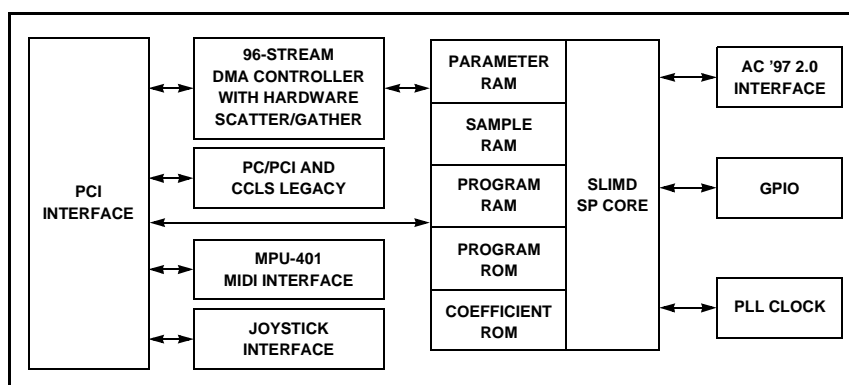 PCI
INTERFACE
96-STREAM
DMA CONTROLLER
WITH HARDWARE
SCATTER/GATHER
PC/PCI AND
CCLS LEGACY
MPU-401
MIDI INTERFACE
JOYSTICK
INTERFACE
PARAMETER
RAM
SAMPLE
RAM
PROGRAM
RAM
PROGRAM
ROM
COEFFICIENT
ROM
SLIMD
SP CORE
AC '97 2.0
INTERFACE
GPIO
PLL CLOCK